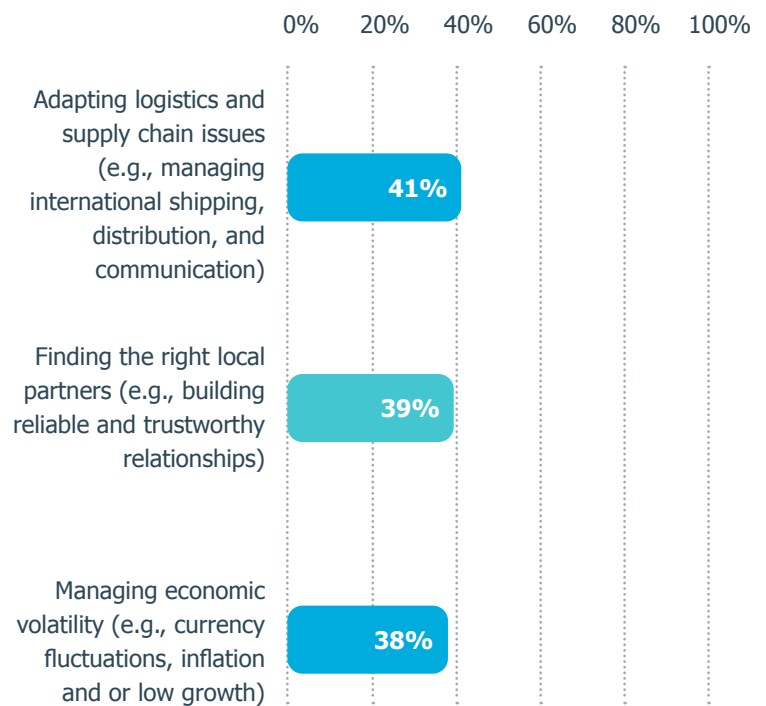 0% 20% 40% 60% 80% 100%
Adapting logistics and
supply chain issues
(e.g., managing
international shipping,
distribution, and
communication)
41%
Finding the right local
partners (e.g., building
reliable and trustworthy
relationships)
39%
Managing economic
volatility (e.g., currency
fluctuations, inflation
and or low growth)
38%